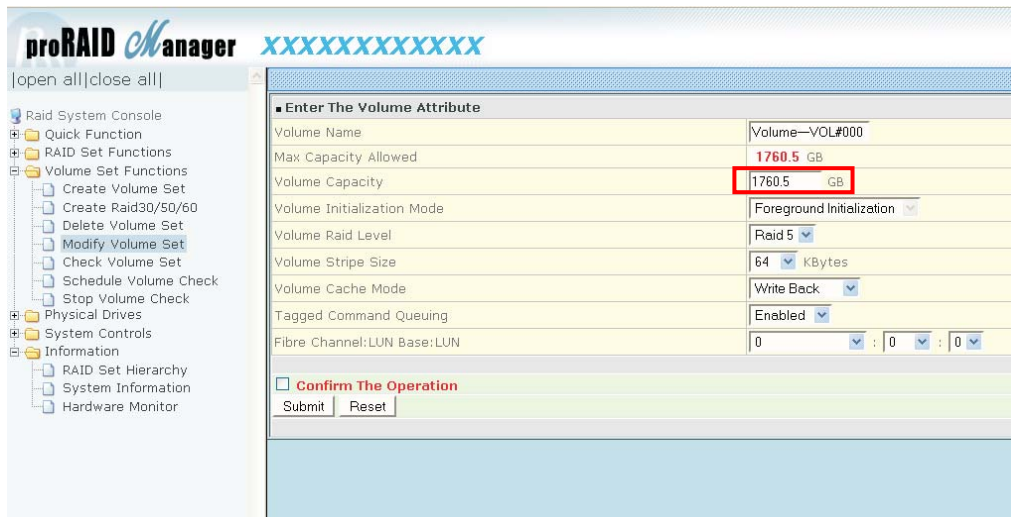 proRAID Manager XXXXXXXXXXXX
|open all|close all|
Raid System Console
Quick Function
RAID Set Functions
Volume Set Functions
Create Volume Set
Create Raid30/50/60
Delete Volume Set
Modify Volume Set
Check Volume Set
Schedule Volume Check
Stop Volume Check
Physical Drives
System Controls
Information
RAID Set Hierarchy
System Information
Hardware Monitor
Enter The Volume Attribute
Volume Name Volume—VOL#000
Max Capacity Allowed 1760.5 GB
Volume Capacity 1760.5 GB
Volume Initialization Mode Foreground Initialization
Volume Raid Level Raid 5
Volume Stripe Size 64 KBytes
Volume Cache Mode Write Back
Tagged Command Queuing Enabled
Fibre Channel:LUN Base:LUN 0 : 0 : 0
Confirm The Operation
Submit Reset